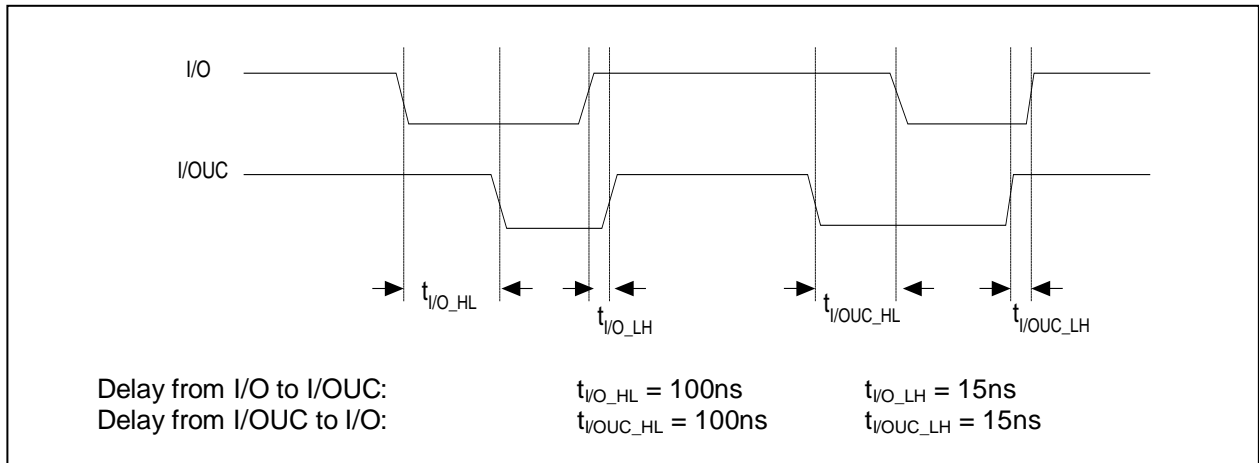 I/O
I/OUC
tI/O_HL
tI/O_LH
tI/OUC_HL
tI/OUC_LH
Delay from I/O to I/OUC: tI/O_HL = 100ns tI/O_LH = 15ns
Delay from I/OUC to I/O: tI/OUC_HL = 100ns tI/OUC_LH = 15ns